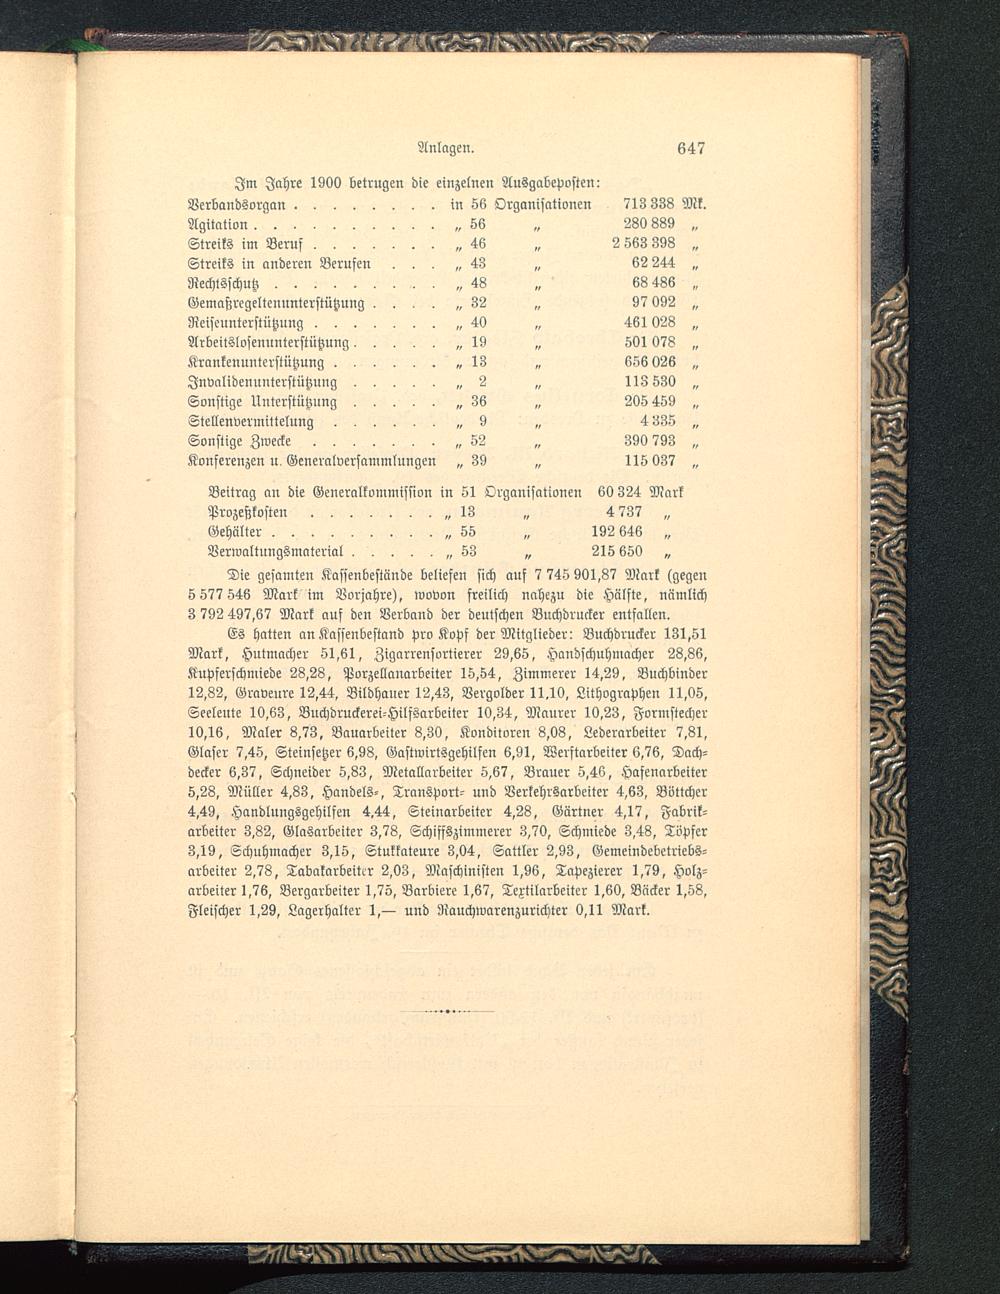 Anlagen. 647
Im Jahre 1900 betrugen die einzelnen Ausgabeposten:
Verbandsorgan . . . . . . . . in 56 Organisationen 713 338 Mk.
Agitation . . . . . . . . . . „ 56 „ 280 889 „
Streiks im Beruf . . . . . . . „ 46 „ 2 563 398 „
Streiks in anderen Berufen . . . „ 43 „ 62 244 „
Rechtsschutz . . . . . . . . . „ 48 „ 68 486 „
Gemaßregeltenunterstützung . . . . „ 32 „ 97 092 „
Reiseunterstützung . . . . . . . „ 40 „ 461 028 „
Arbeitslosenunterstützung . . . . . „ 19 „ 501 078 „
Krankenunterstützung . . . . . . „ 13 „ 656 026 „
Invalidenunterstützung . . . . . „ 2 „ 113 530 „
Sonstige Unterstützung . . . . . „ 36 „ 205 459 „
Stellenvermittelung . . . . . . „ 9 „ 4 335 „
Sonstige Zwecke . . . . . . . „ 52 „ 390 793 „
Konferenzen u. Generalversammlungen „ 39 „ 115 037 „
Beitrag an die Generalkommission in 51 Organisationen 60 324 Mark
Prozeßkosten . . . . . . . „ 13 „ 4 737 „
Gehälter . . . . . . . . . „ 55 „ 192 646 „
Verwaltungsmaterial . . . . . „ 53 „ 215 650 „
Die gesamten Kassenbestände beliefen sich auf 7 745 901,87 Mark (gegen
5 577 546 Mark im Vorjahre), wovon freilich nahezu die Hälfte, nämlich
3 792 497,67 Mark auf den Verband der deutschen Buchdrucker entfallen.
Es hatten an Kassenbestand pro Kopf der Mitglieder: Buchdrucker 131,51
Mark, Hutmacher 51,61, Zigarrensortierer 29,65, Handschuhmacher 28,86,
Kupferschmiede 28,28, Porzellanarbeiter 15,54, Zimmerer 14,29, Buchbinder
12,82, Graveure 12,44, Bildhauer 12,43, Vergolder 11,10, Lithographen 11,05,
Seeleute 10,63, Buchdruckerei-Hilfsarbeiter 10,34, Maurer 10,23, Formstecher
10,16, Maler 8,73, Bauarbeiter 8,30, Konditoren 8,08, Lederarbeiter 7,81,
Glaser 7,45, Steinsetzer 6,98, Gastwirtsgehilfen 6,91, Werftarbeiter 6,76, Dach-
decker 6,37, Schneider 5,83, Metallarbeiter 5,67, Brauer 5,46, Hafenarbeiter
5,28, Müller 4,83, Handels-, Transport- und Verkehrsarbeiter 4,63, Böttcher
4,49, Handlungsgehilfen 4,44, Steinarbeiter 4,28, Gärtner 4,17, Fabrik-
arbeiter 3,82, Glasarbeiter 3,78, Schiffszimmerer 3,70, Schmiede 3,48, Töpfer
3,19, Schuhmacher 3,15, Stukkateure 3,04, Sattler 2,93, Gemeindebetriebs-
arbeiter 2,78, Tabakarbeiter 2,03, Maschinisten 1,96, Tapezierer 1,79, Holz-
arbeiter 1,76, Bergarbeiter 1,75, Barbiere 1,67, Textilarbeiter 1,60, Bäcker 1,58,
Fleischer 1,29, Lagerhalter 1,— und Rauchwarenzurichter 0,11 Mark.